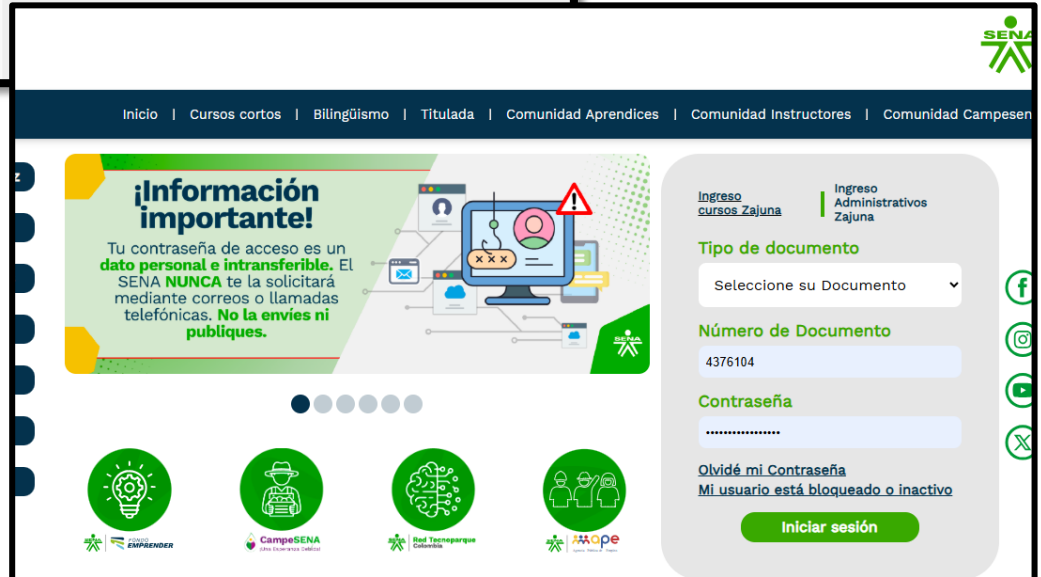 SENA
Inicio | Cursos cortos | Bilingüismo | Titulada | Comunidad Aprendices | Comunidad Instructores | Comunidad Campesen
z
¡Información
importante!
Tu contraseña de acceso es un
dato personal e intransferible. El
SENA NUNCA te la solicitará
mediante correos o llamadas
telefónicas. No la envíes ni
publiques.
xxx
SENA
Ingreso
cursos Zajuna
Ingreso
Administrativos
Zajuna
Tipo de documento
Seleccione su Documento
Número de Documento
4376104
Contraseña
•••••••••••••••••
Olvidé mi Contraseña
Mi usuario está bloqueado o inactivo
Iniciar sesión
FONDO
EMPRENDER
CampeSENA
Red Tecnoparque
Colombia
ape